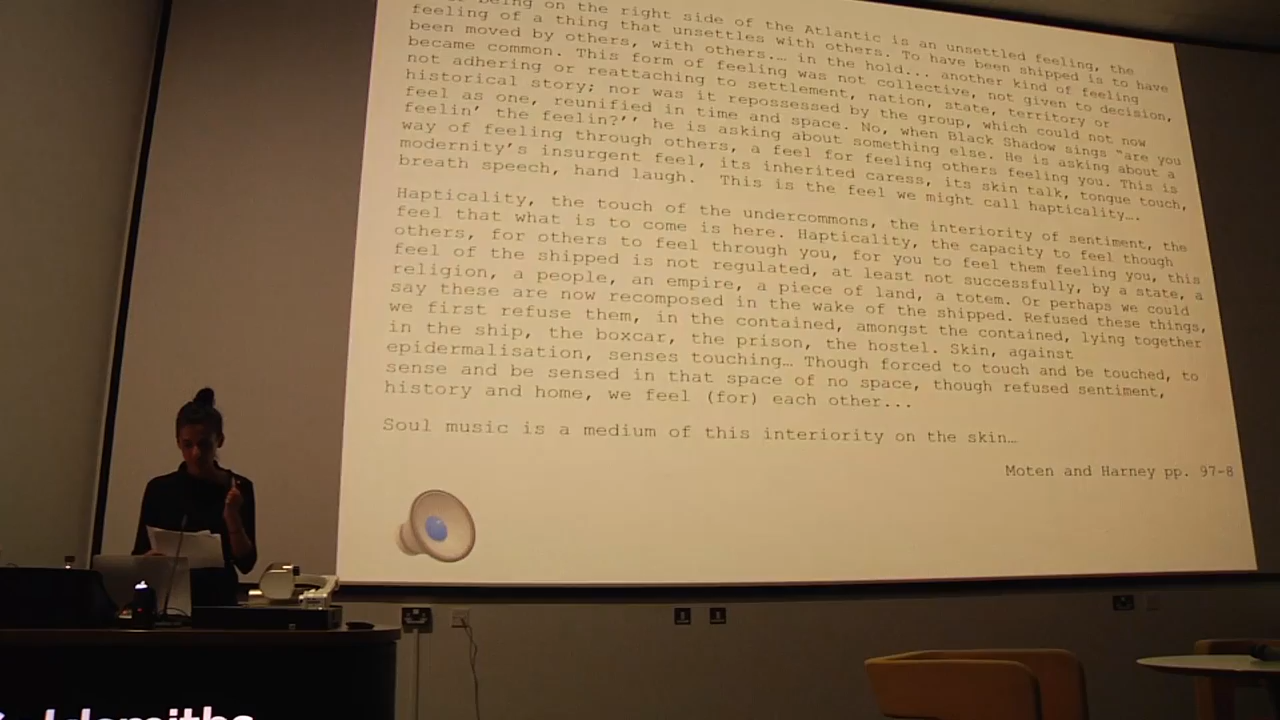 being on the right side of the Atlantic is an unsettled feeling, the
feeling of a thing that unsettles with others. To have been shipped is to have
been moved by others, with others.… in the hold... another kind of feeling
became common. This form of feeling was not collective, not given to decision,
not adhering or reattaching to settlement, nation, state, territory or
historical story; nor was it repossessed by the group, which could not now
feel as one, reunified in time and space. No, when Black Shadow sings "are you
feelin' the feelin?'' he is asking about something else. He is asking about a
way of feeling through others, a feel for feeling others feeling you. This is
modernity's insurgent feel, its inherited caress, its skin talk, tongue touch,
breath speech, hand laugh.  This is the feel we might call hapticality….
Hapticality, the touch of the undercommons, the interiority of sentiment, the
feel that what is to come is here. Hapticality, the capacity to feel though
others, for others to feel through you, for you to feel them feeling you, this
feel of the shipped is not regulated, at least not successfully, by a state, a
religion, a people, an empire, a piece of land, a totem. Or perhaps we could
say these are now recomposed in the wake of the shipped. Refused these things,
we first refuse them, in the contained, amongst the contained, lying together
in the ship, the boxcar, the prison, the hostel. Skin, against
epidermalisation, senses touching… Though forced to touch and be touched, to
sense and be sensed in that space of no space, though refused sentiment,
history and home, we feel (for) each other...
Soul music is a medium of this interiority on the skin…
Moten and Harney pp. 97-8